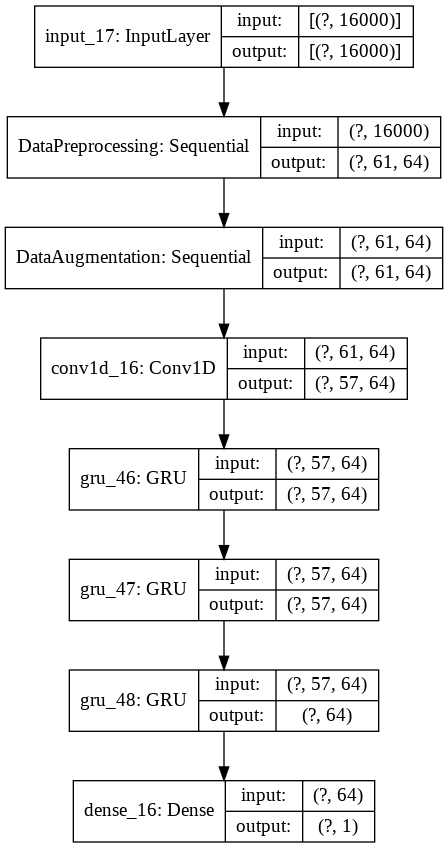 input_17: InputLayer
input: [(?, 16000)]
output: [(?, 16000)]
DataPreprocessing: Sequential
input: (?, 16000)
output: (?, 61, 64)
DataAugmentation: Sequential
input: (?, 61, 64)
output: (?, 61, 64)
conv1d_16: Conv1D
input: (?, 61, 64)
output: (?, 57, 64)
gru_46: GRU
input: (?, 57, 64)
output: (?, 57, 64)
gru_47: GRU
input: (?, 57, 64)
output: (?, 57, 64)
gru_48: GRU
input: (?, 57, 64)
output: (?, 64)
dense_16: Dense
input: (?, 64)
output: (?, 1)